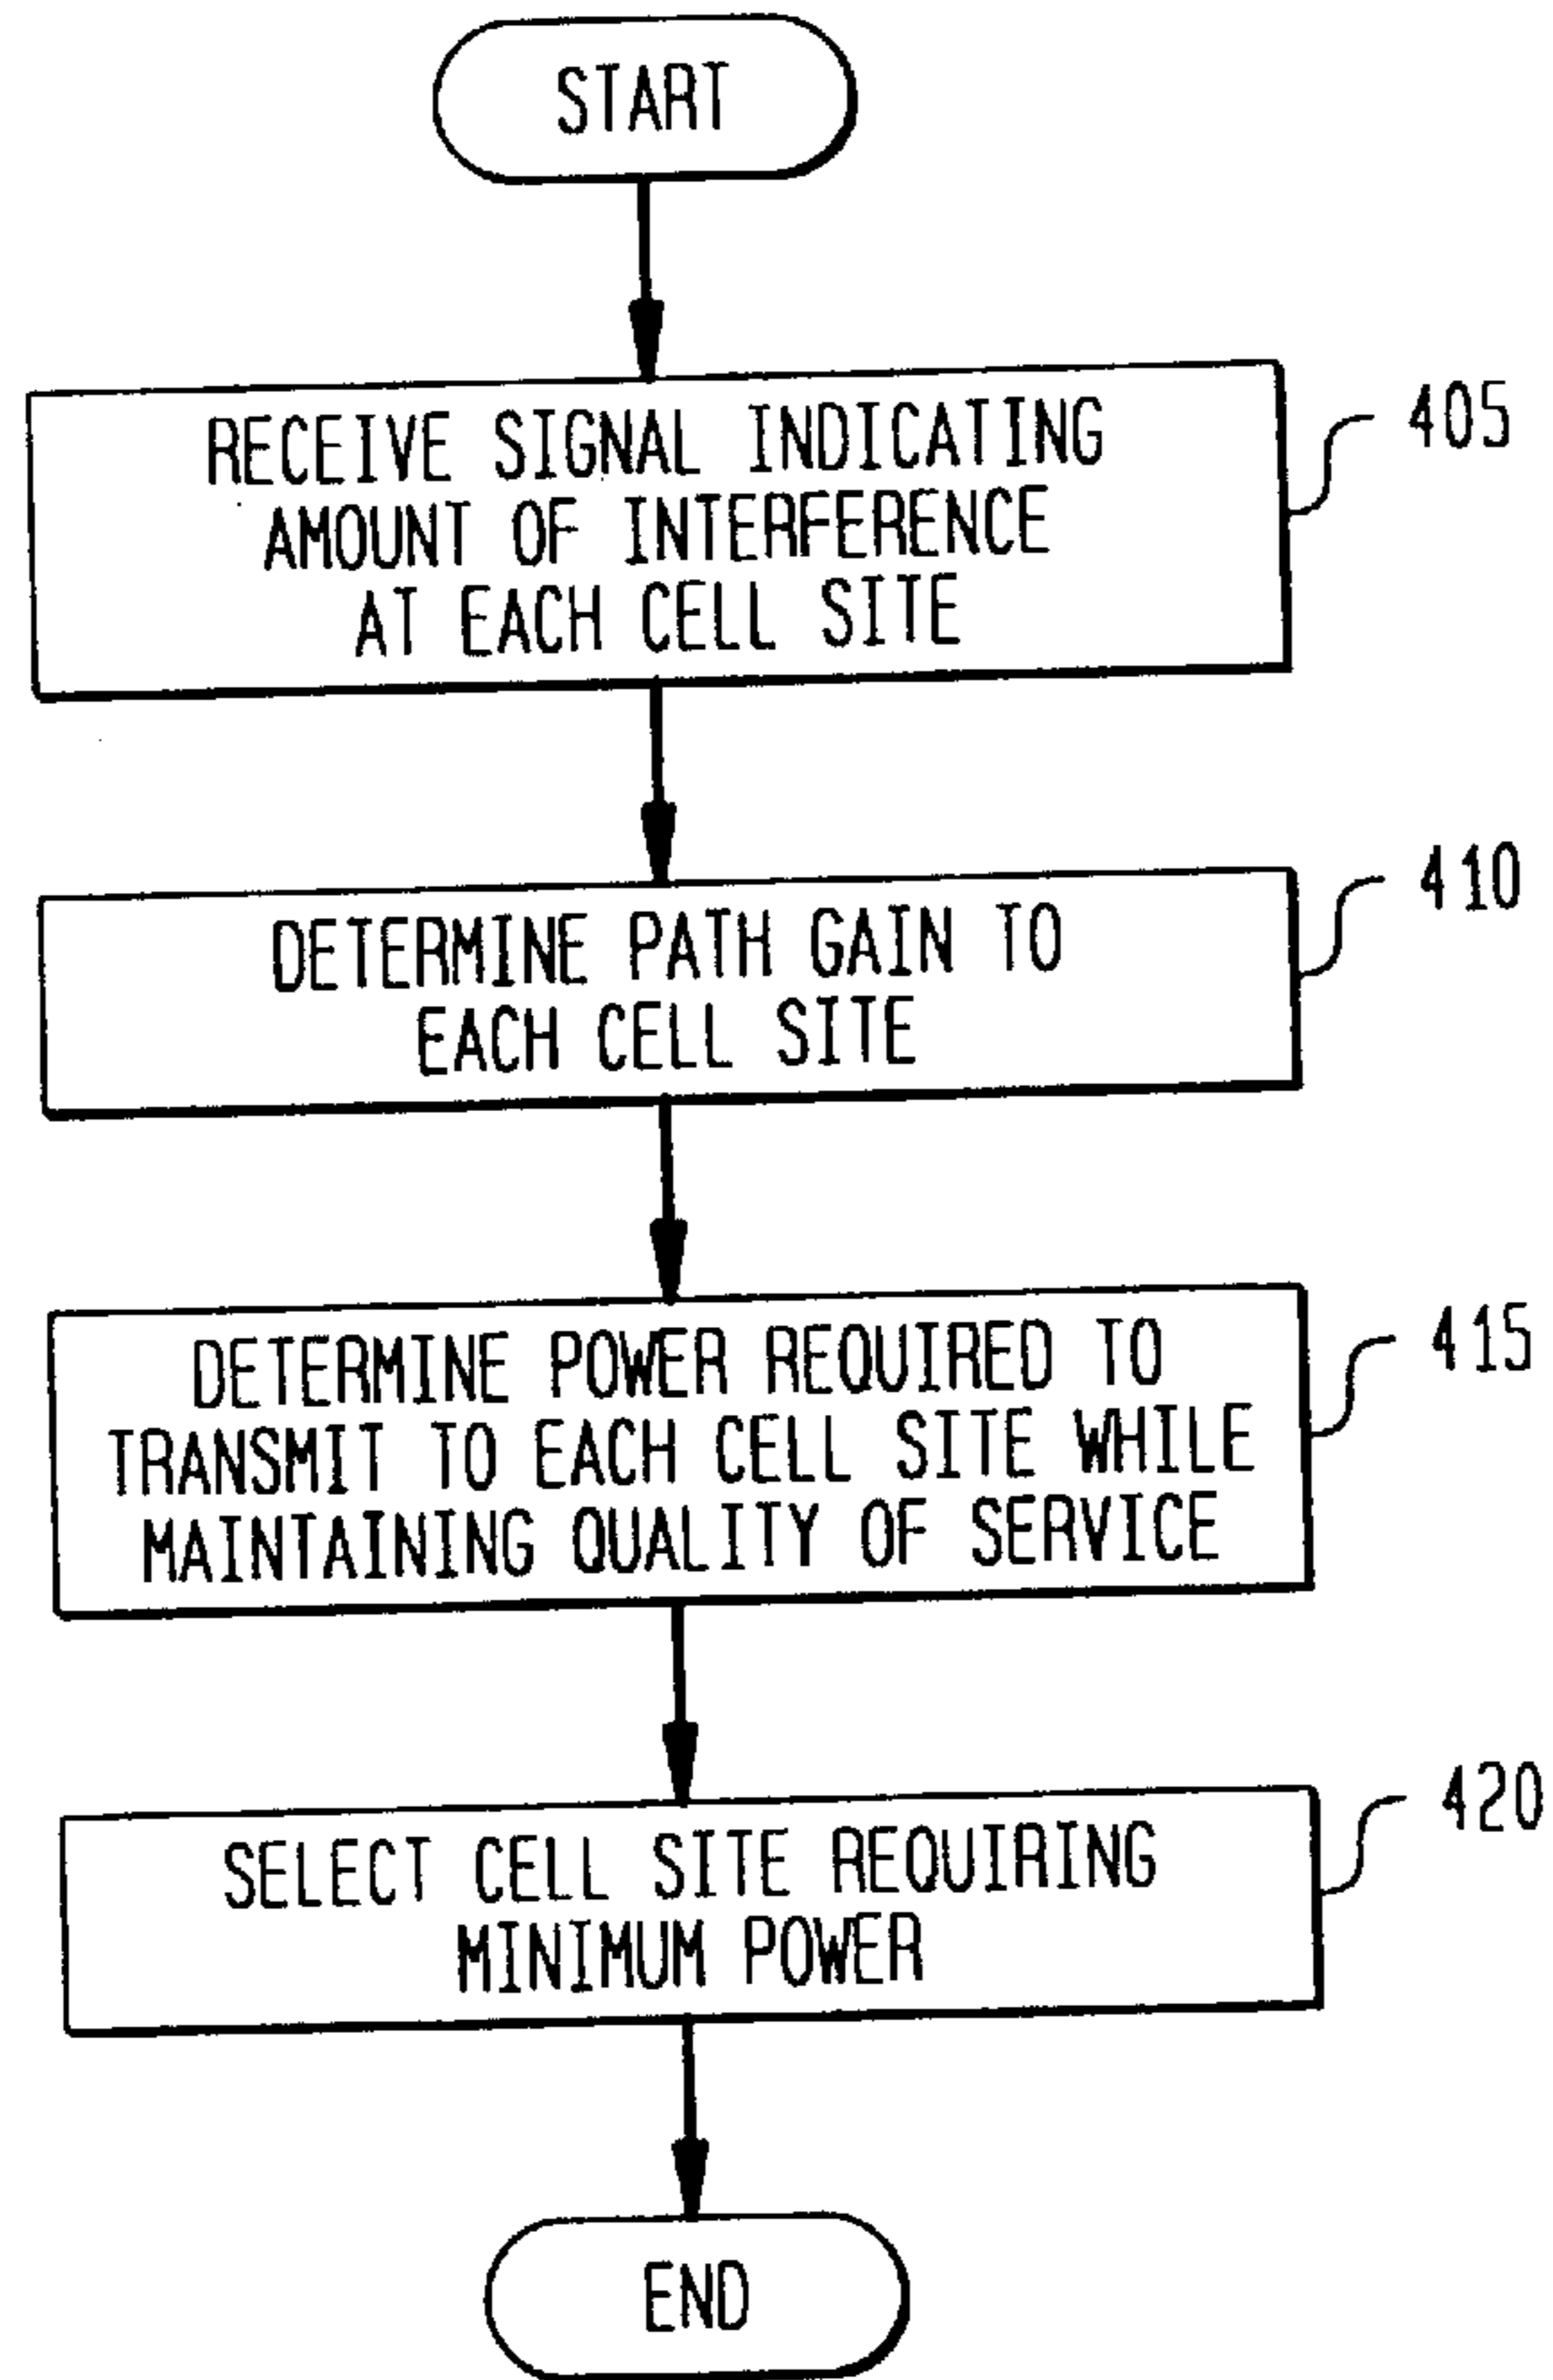 START
RECEIVE SIGNAL INDICATING
AMOUNT OF INTERFERENCE
AT EACH CELL SITE
405
DETERMINE PATH GAIN TO
EACH CELL SITE
410
DETERMINE POWER REQUIRED TO
TRANSMIT TO EACH CELL SITE WHILE
MAINTAINING QUALITY OF SERVICE
415
SELECT CELL SITE REQUIRING
MINIMUM POWER
420
END